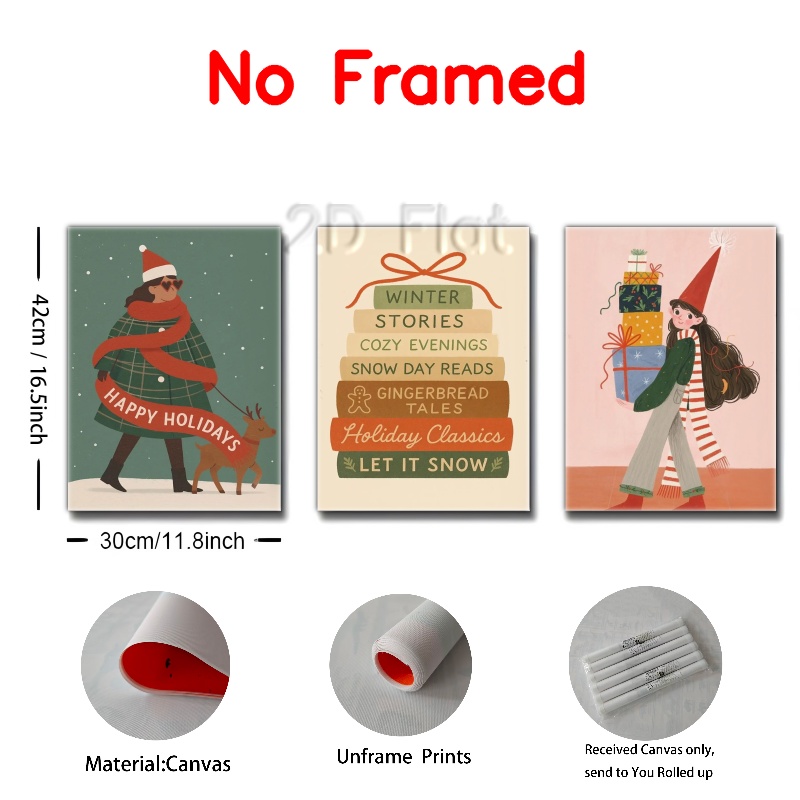 No Framed
2D Flat
42cm / 16.5inch
HAPPY HOLIDAYS
WINTER
STORIES
COZY EVENINGS
SNOW DAY READS
GINGERBREAD
TALES
Holiday Classics
LET IT SNOW
30cm/11.8inch
Material:Canvas
Unframe Prints
Received Canvas only,
send to You Rolled up